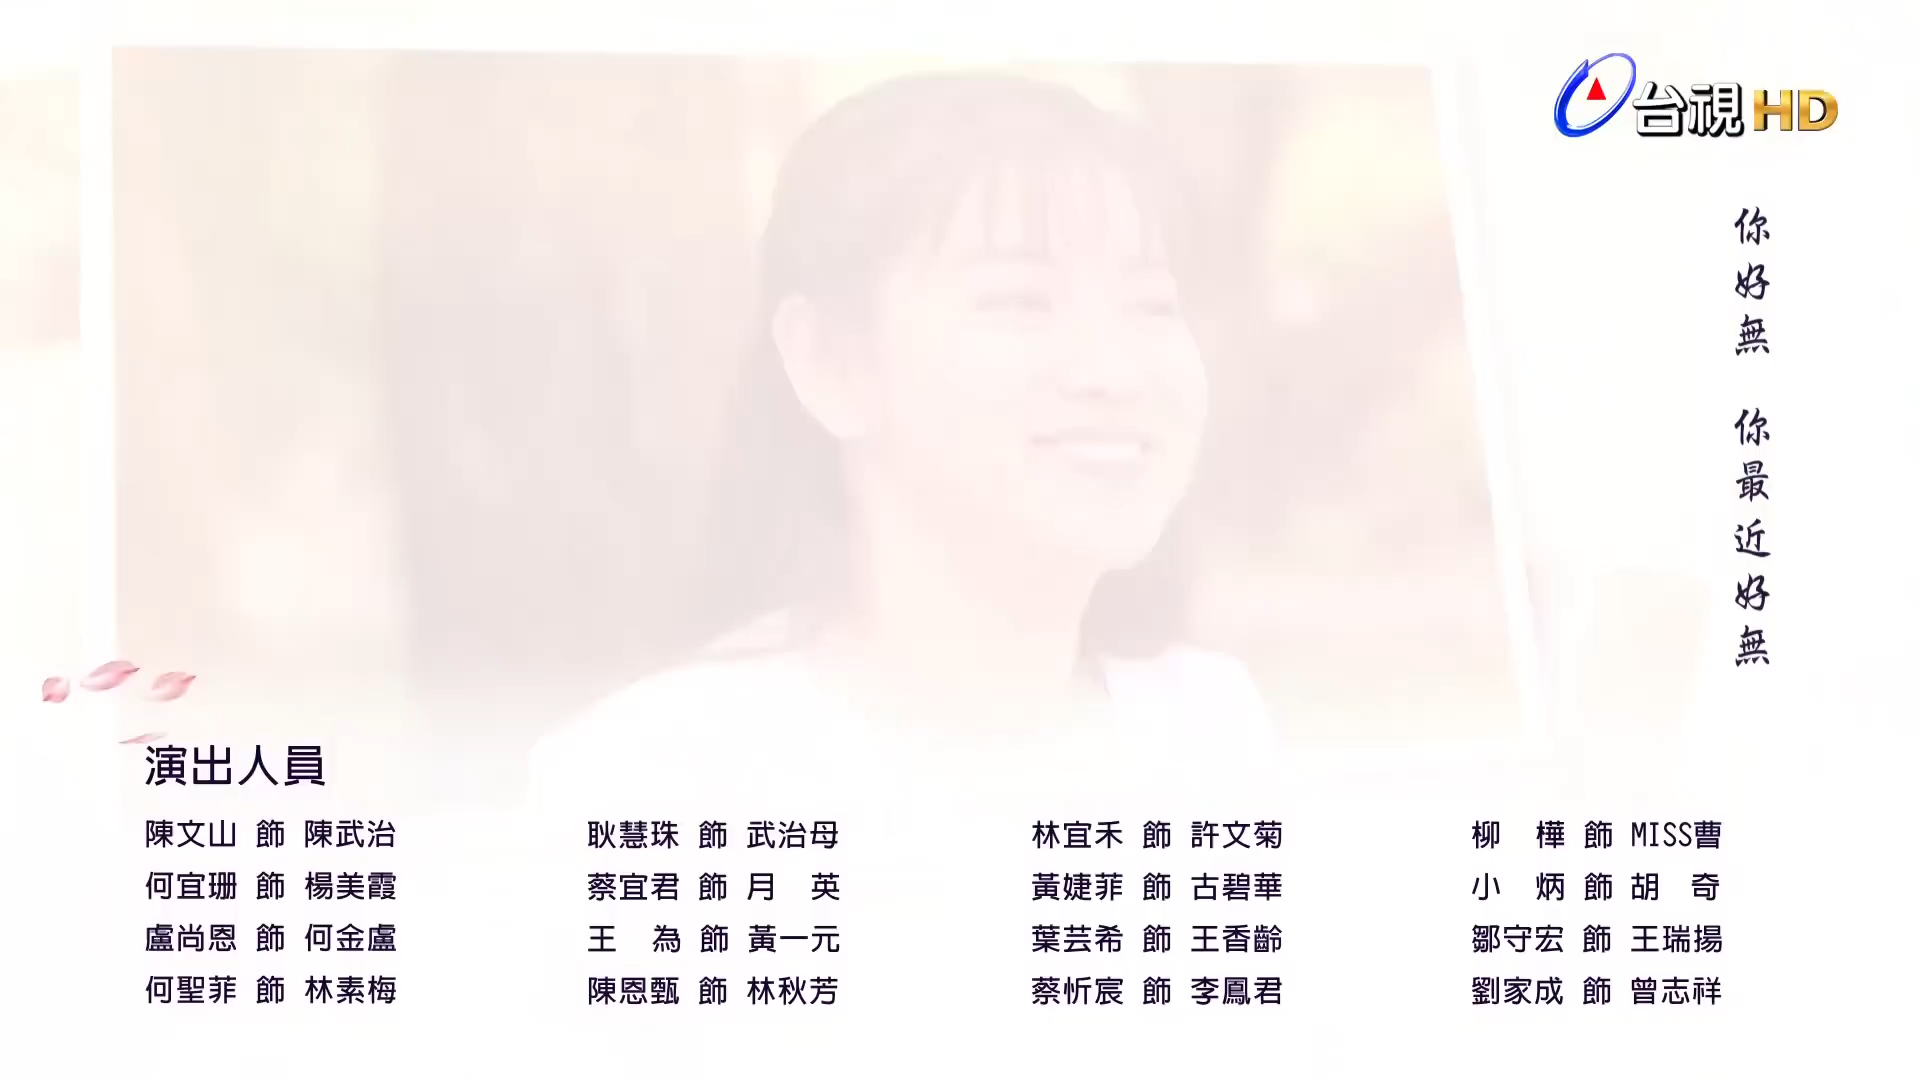 台視HD
你好無 你最近好無
演出人員
陳文山 飾 陳武治
何宜珊 飾 楊美霞
盧尚恩 飾 何金盧
何聖菲 飾 林素梅
耿慧珠 飾 武治母
蔡宜君 飾 月 英
王 為 飾 黃一元
陳恩甄 飾 林秋芳
林宜禾 飾 許文菊
黃婕菲 飾 古碧華
葉芸希 飾 王香齡
蔡忻宸 飾 李鳳君
柳 樺 飾 MISS曹
小 炳 飾 胡 奇
鄒守宏 飾 王瑞揚
劉家成 飾 曾志祥